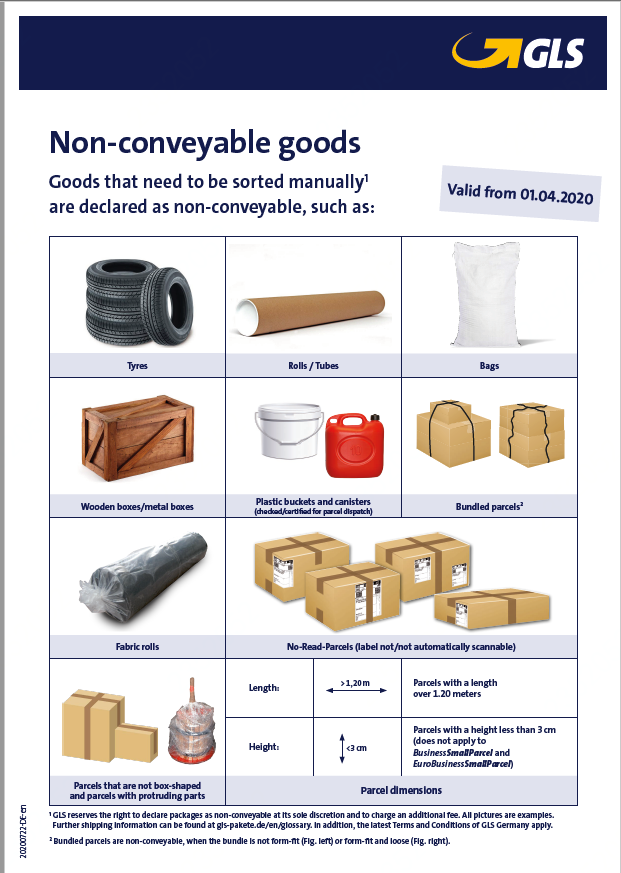 GLS
Non-conveyable goods
Goods that need to be sorted manually¹
are declared as non-conveyable, such as:
Valid from 01.04.2020
Tyres
Rolls / Tubes
Bags
Wooden boxes/metal boxes
Plastic buckets and canisters
(checked/certified for parcel dispatch)
Bundled parcels²
Fabric rolls
No-Read-Parcels (label not/not automatically scannable)
Length:
>1,20 m
Parcels with a length
over 1.20 meters
Height:
<3 cm
Parcels with a height less than 3 cm
(does not apply to
BusinessSmallParcel and
EuroBusinessSmallParcel)
Parcels that are not box-shaped
and parcels with protruding parts
Parcel dimensions
¹ GLS reserves the right to declare packages as non-conveyable at its sole discretion and to charge an additional fee. All pictures are examples.
Further shipping information can be found at gls-pakete.de/en/glossary. In addition, the latest Terms and Conditions of GLS Germany apply.
² Bundled parcels are non-conveyable, when the bundle is not form-fit (Fig. left) or form-fit and loose (Fig. right).
20200722-DE-en